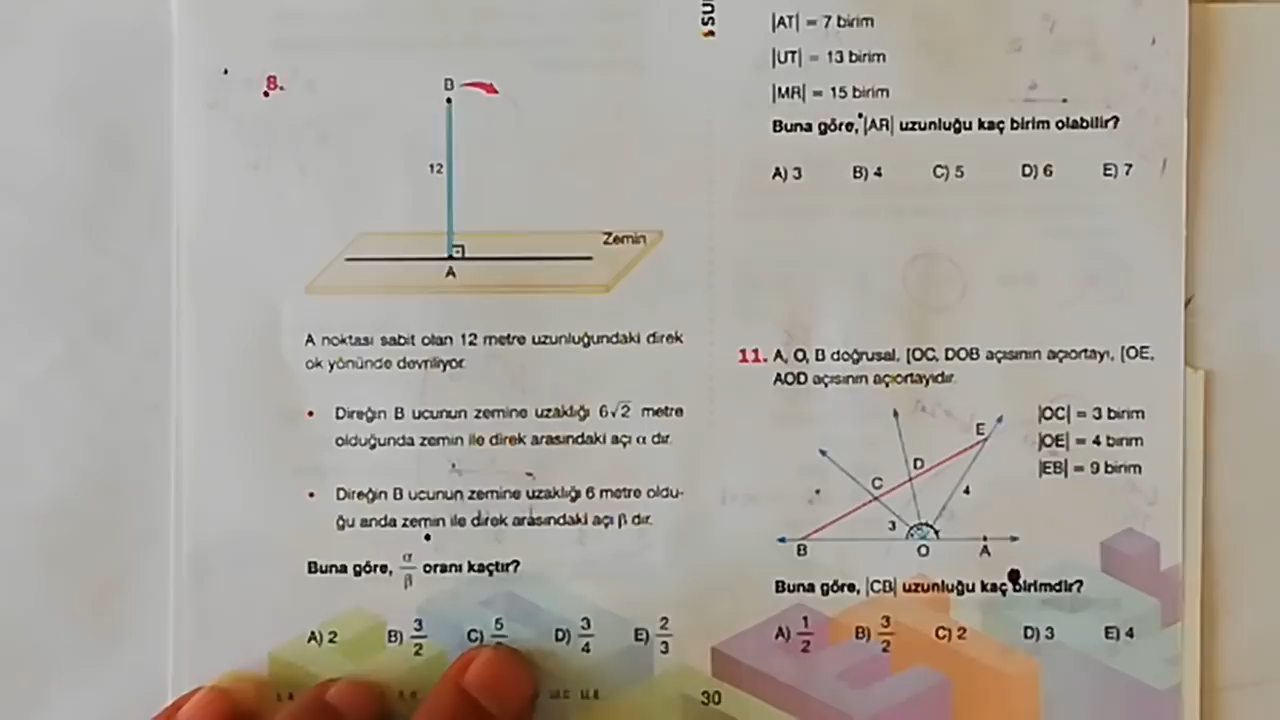 8.
B
12
Zemin
A
A noktası sabit olan 12 metre uzunluğundaki direk
ok yönünde devriliyor.
• Direğin B ucunun zemine uzaklığı 6√2 metre
olduğunda zemin ile direk arasındaki açı α dır.
• Direğin B ucunun zemine uzaklığı 6 metre oldu-
ğu anda zemin ile direk arasındaki açı β dır.
Buna göre, α/β oranı kaçtır?
A) 2 B) 3/2 C) 5/ D) 3/4 E) 2/3
|AT| = 7 birim
|UT| = 13 birim
|MR| = 15 birim
Buna göre, |AR| uzunluğu kaç birim olabilir?
A) 3 B) 4 C) 5 D) 6 E) 7
11. A, O, B doğrusal, [OC, DOB açısının açıortayı, [OE,
AOD açısının açıortayıdır.
|OC| = 3 birim
|OE| = 4 birim
|EB| = 9 birim
E
D
C
4
3
B O A
Buna göre, |CB| uzunluğu kaç birimdir?
A) 1/2 B) 3/2 C) 2 D) 3 E) 4
30